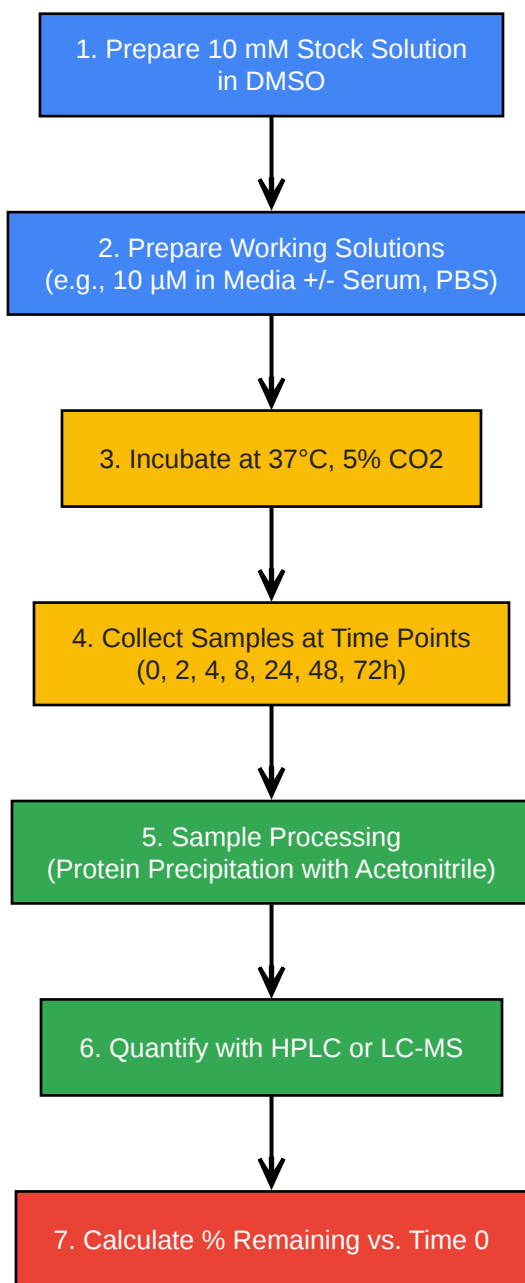 1. Prepare 10 mM Stock Solution
in DMSO
2. Prepare Working Solutions
(e.g., 10 µM in Media +/- Serum, PBS)
3. Incubate at 37°C, 5% CO2
4. Collect Samples at Time Points
(0, 2, 4, 8, 24, 48, 72h)
5. Sample Processing
(Protein Precipitation with Acetonitrile)
6. Quantify with HPLC or LC-MS
7. Calculate % Remaining vs. Time 0